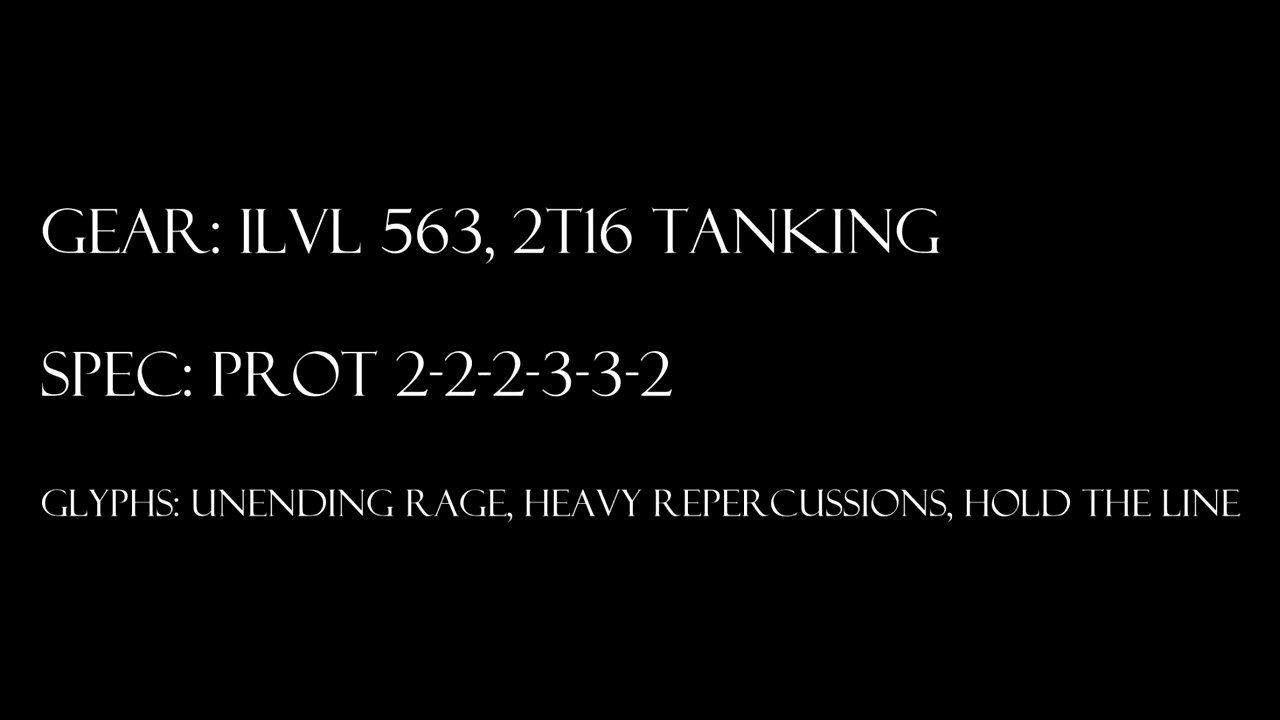 GEAR: ILVL 563, 2T16 TANKING
SPEC: PROT 2-2-2-3-3-2
GLYPHS: UNENDING RAGE, HEAVY REPERCUSSIONS, HOLD THE LINE